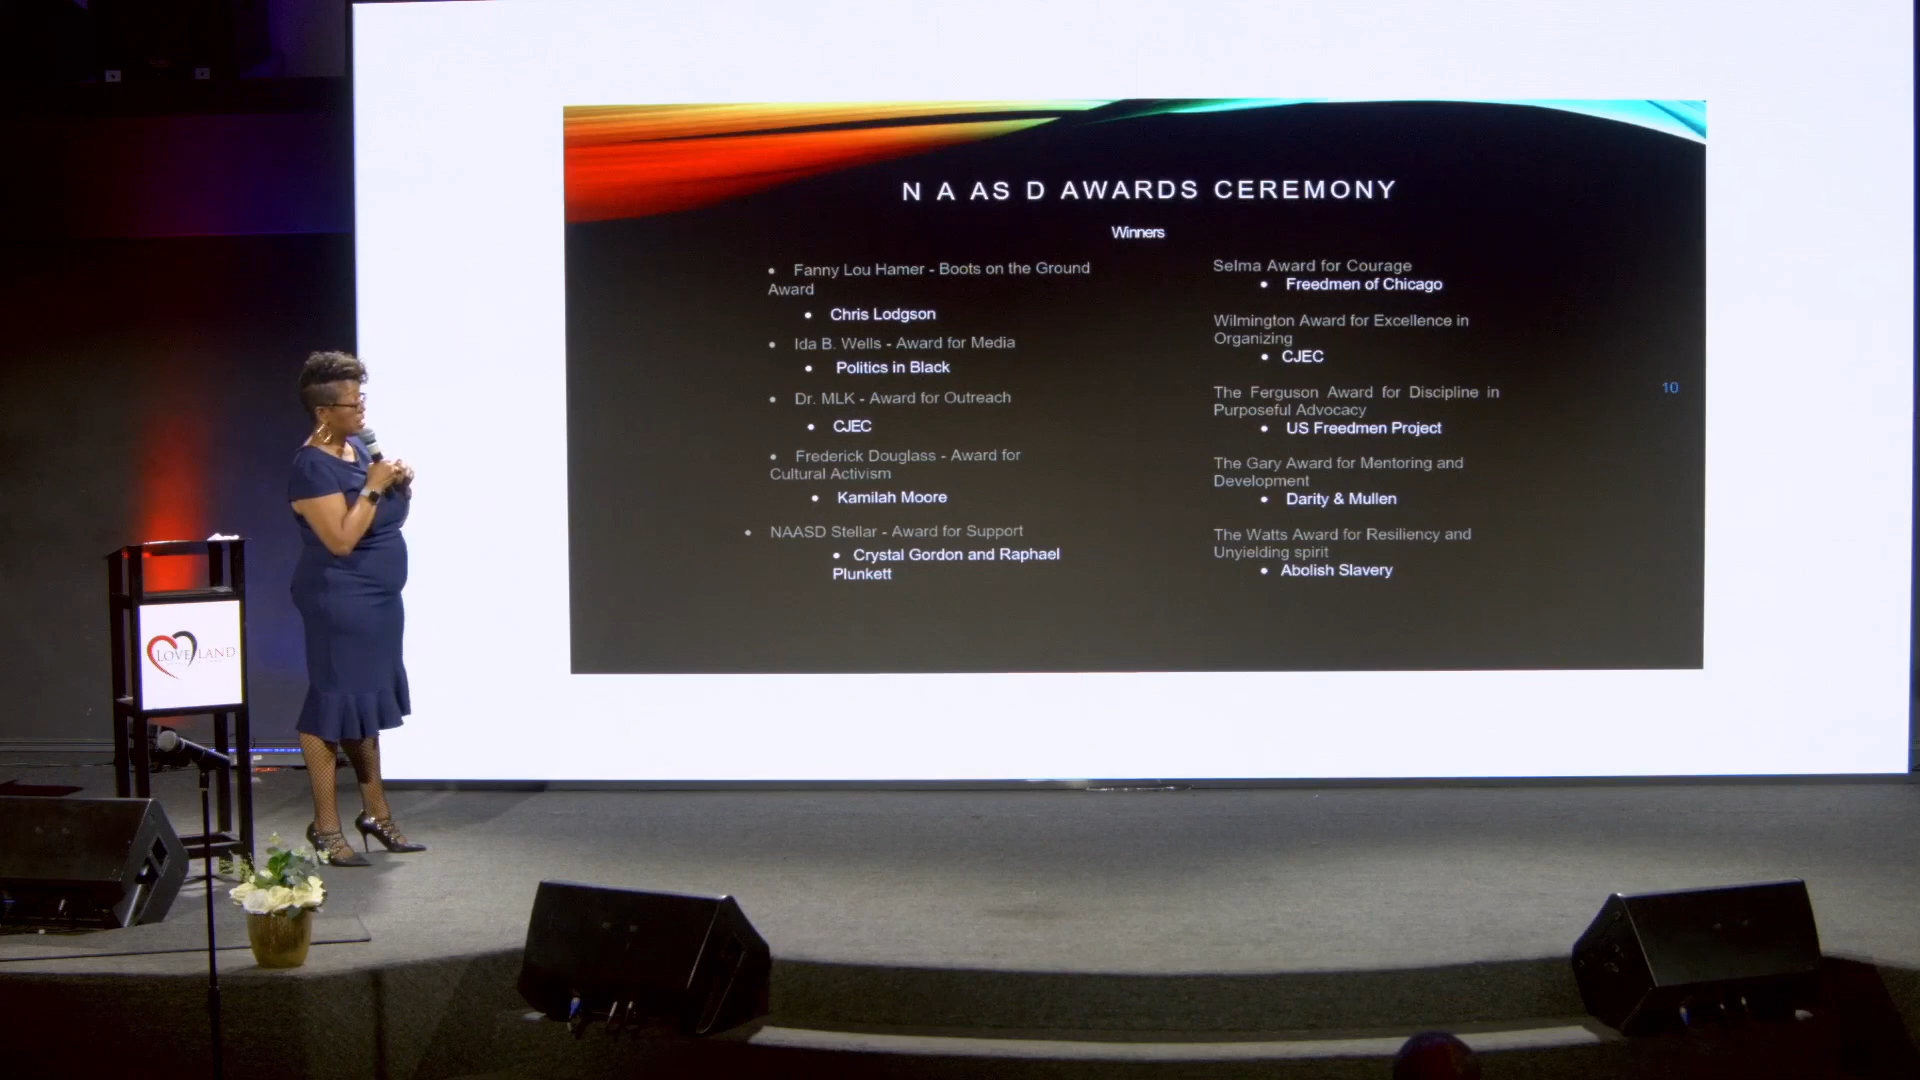 N A AS D AWARDS CEREMONY
Winners
• Fanny Lou Hamer - Boots on the Ground
Award
• Chris Lodgson
• Ida B. Wells - Award for Media
• Politics in Black
• Dr. MLK - Award for Outreach
• CJEC
• Frederick Douglass - Award for
Cultural Activism
• Kamilah Moore
• NAASD Stellar - Award for Support
• Crystal Gordon and Raphael
Plunkett
Selma Award for Courage
• Freedmen of Chicago
Wilmington Award for Excellence in
Organizing
• CJEC
The Ferguson Award for Discipline in
Purposeful Advocacy
• US Freedmen Project
The Gary Award for Mentoring and
Development
• Darity & Mullen
The Watts Award for Resiliency and
Unyielding spirit
• Abolish Slavery
10
LOVE LAND